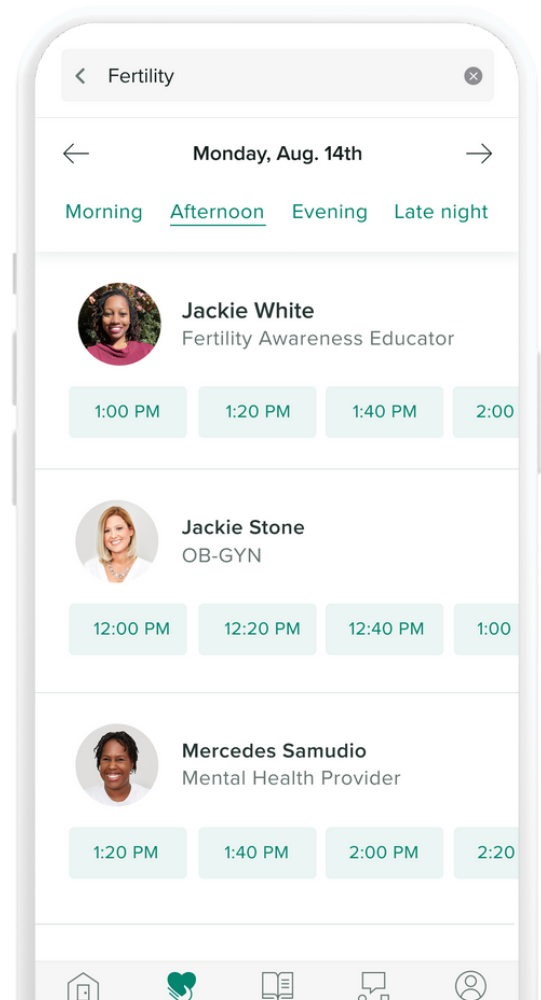 Fertility
Monday, Aug. 14th
Morning Afternoon Evening Late night
Jackie White
Fertility Awareness Educator
1:00 PM 1:20 PM 1:40 PM 2:00
Jackie Stone
OB-GYN
12:00 PM 12:20 PM 12:40 PM 1:00
Mercedes Samudio
Mental Health Provider
1:20 PM 1:40 PM 2:00 PM 2:20